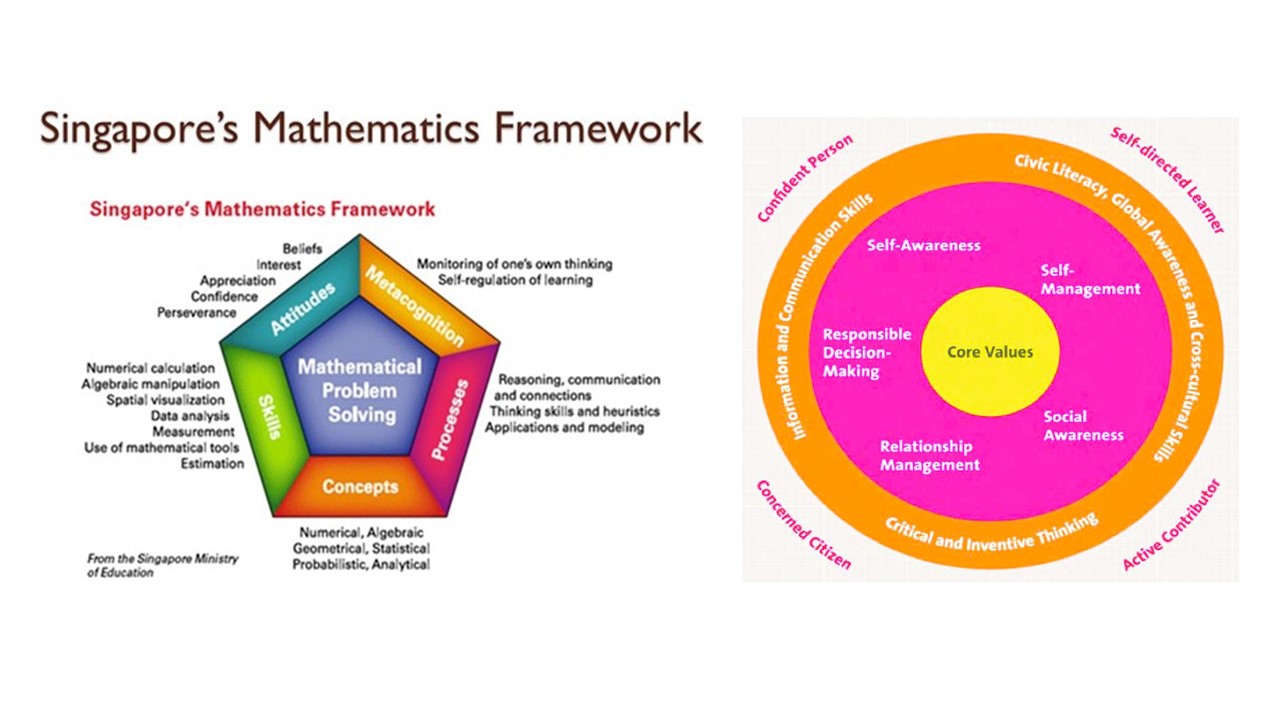 Singapore's Mathematics Framework
Singapore's Mathematics Framework
Beliefs
Interest
Appreciation
Confidence
Perseverance
Attitudes
Metacognition
Monitoring of one's own thinking
Self-regulation of learning
Mathematical
Problem
Solving
Numerical calculation
Algebraic manipulation
Spatial visualization
Data analysis
Measurement
Use of mathematical tools
Estimation
Skills
Processes
Reasoning, communication
and connections
Thinking skills and heuristics
Applications and modeling
Concepts
Numerical, Algebraic
Geometrical, Statistical
Probabilistic, Analytical
From the Singapore Ministry
of Education
Confident Person
Self-directed Learner
Information and Communication Skills
Civic Literacy, Global Awareness and Cross-cultural Skills
Self-Awareness
Self-
Management
Responsible
Decision-
Making
Core Values
Social
Awareness
Relationship
Management
Critical and Inventive Thinking
Concerned Citizen
Active Contributor